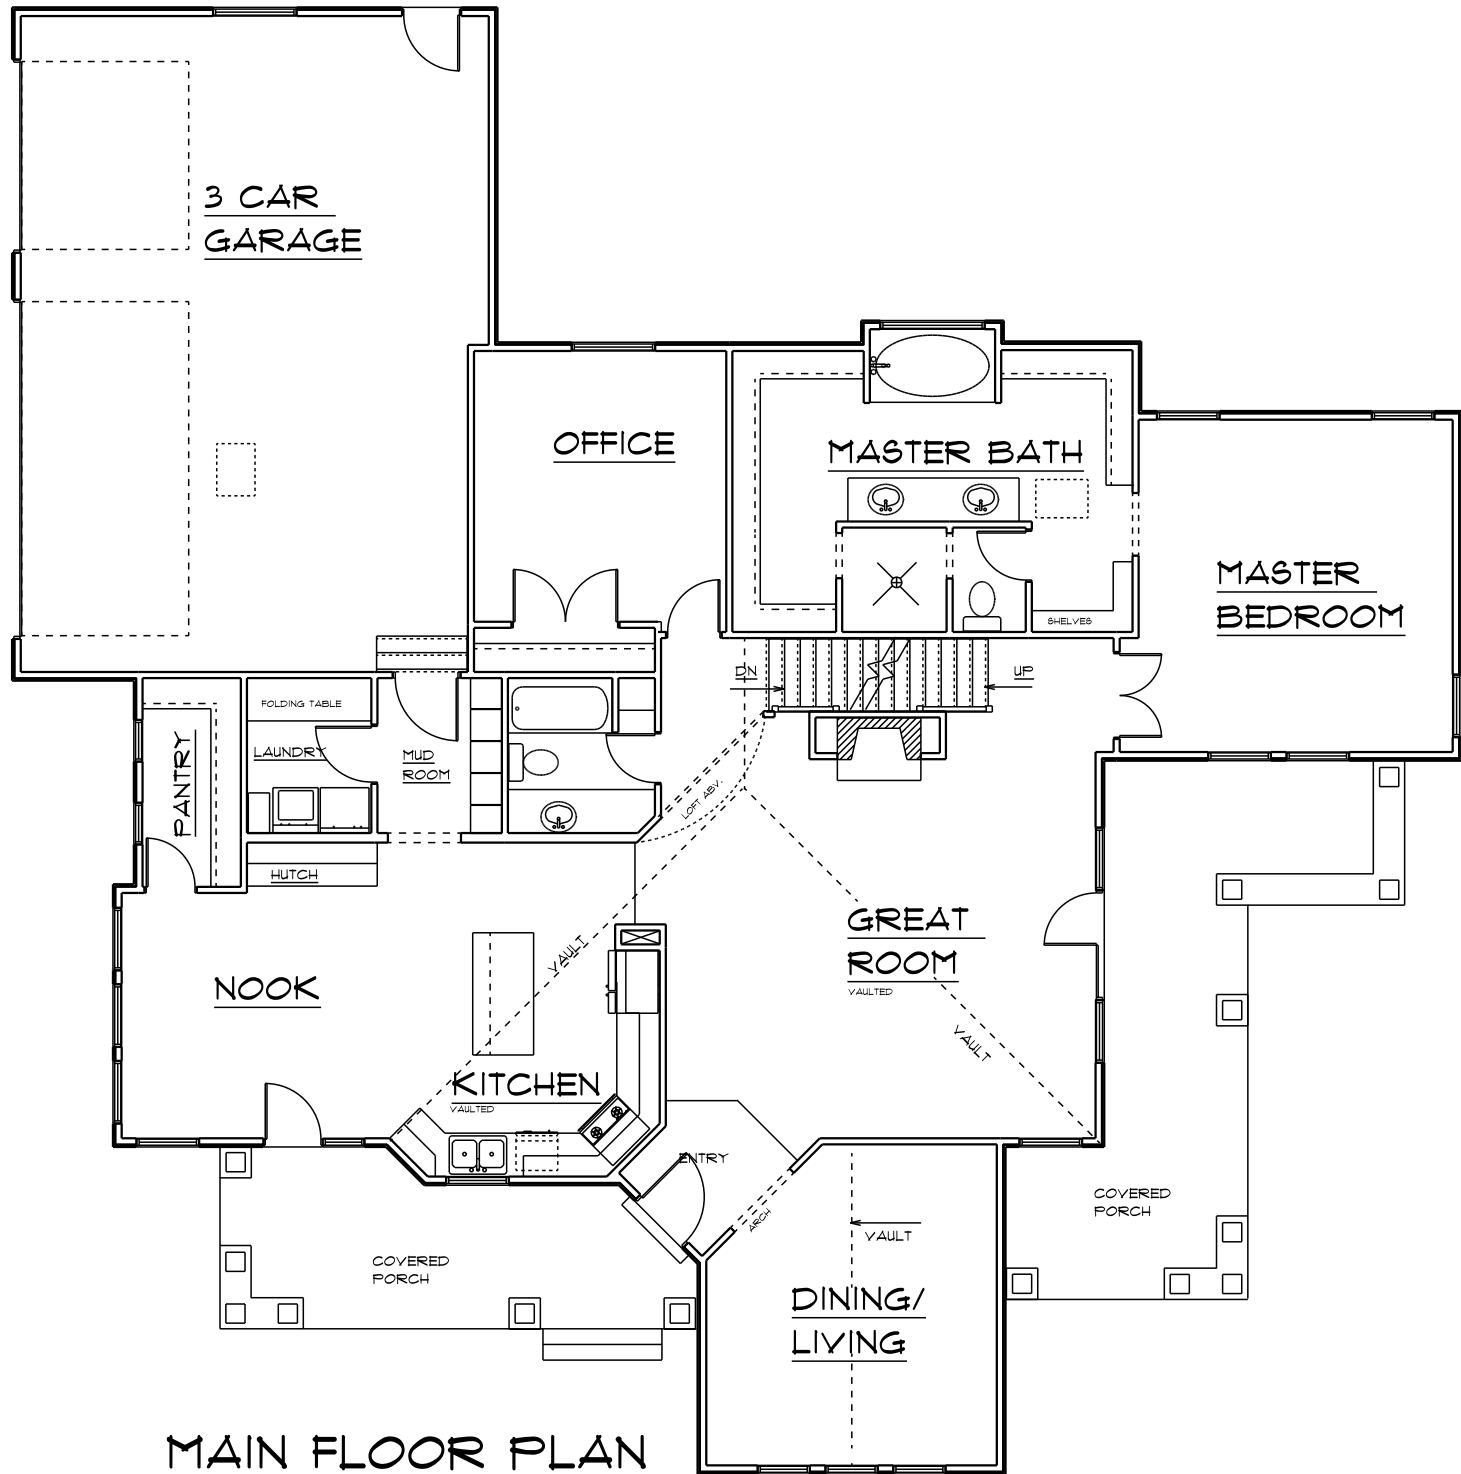 3 CAR
GARAGE
OFFICE
MASTER BATH
MASTER
BEDROOM
SHELVES
DN
UP
FOLDING TABLE
LAUNDRY
MUD
ROOM
PANTRY
LOFT ABV.
HUTCH
GREAT
ROOM
VAULTED
VAULT
NOOK
VAULT
KITCHEN
VAULTED
ENTRY
ARCH
COVERED
PORCH
VAULT
COVERED
PORCH
DINING/
LIVING
MAIN FLOOR PLAN